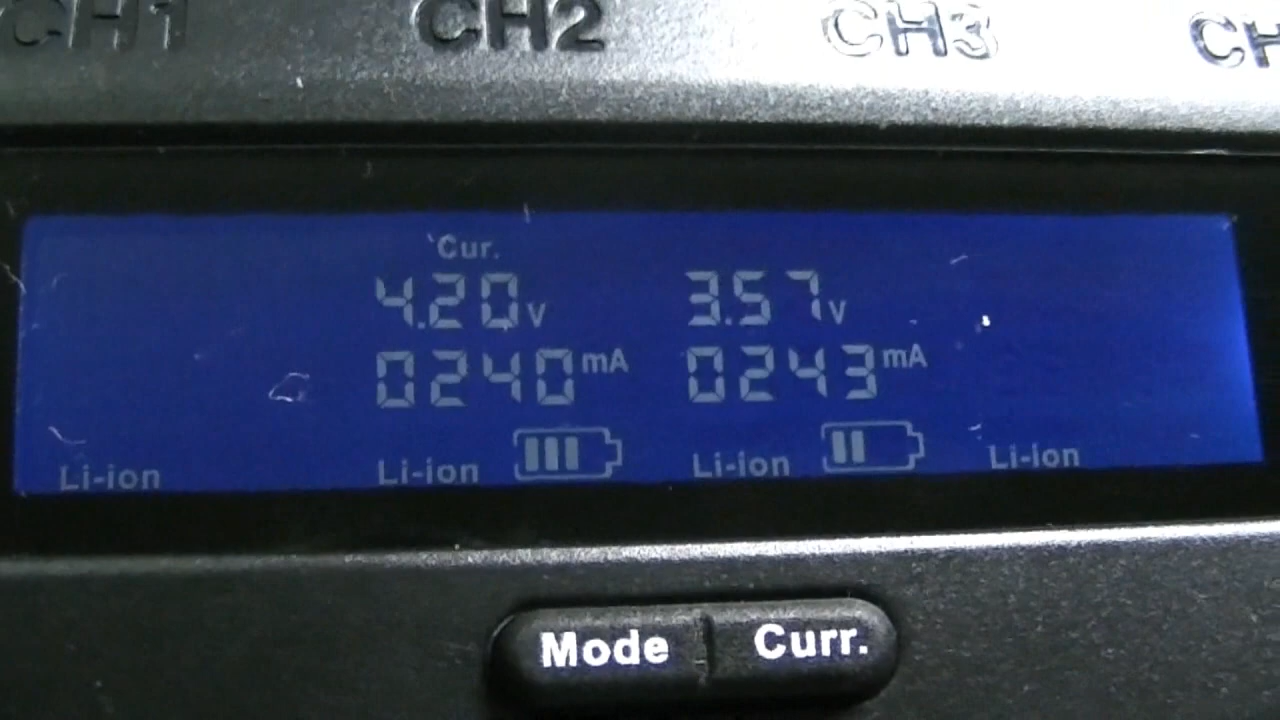 CH1 CH2 CH3 CH
Cur.
4.20V 3.57V
0240mA 0243mA
Li-ion Li-ion Li-ion Li-ion
Mode Curr.